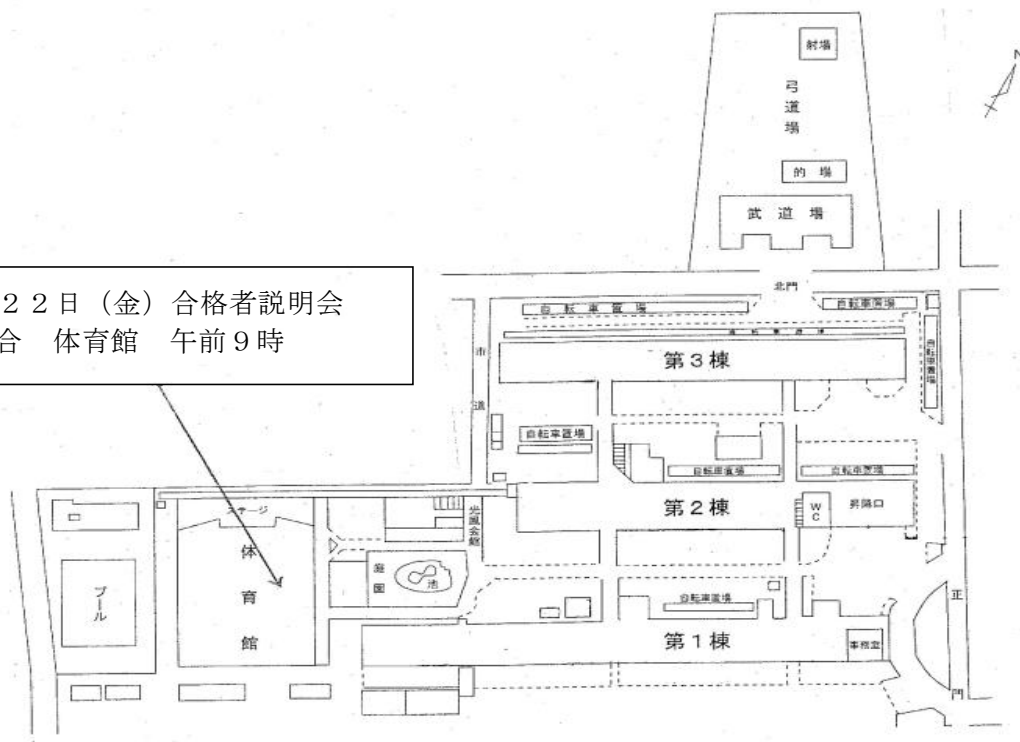 N
射場
弓道場
的場
武道場
２２日（金）合格者説明会
合　体育館　午前９時
北門
自転車置場
自転車置場
自転車置場
第３棟
市道
自転車置場
自転車置場
自転車置場
第２棟
WC
昇降口
ステージ
光風会館
体育館
庭園
池
プール
自転車置場
第１棟
事務室
正門